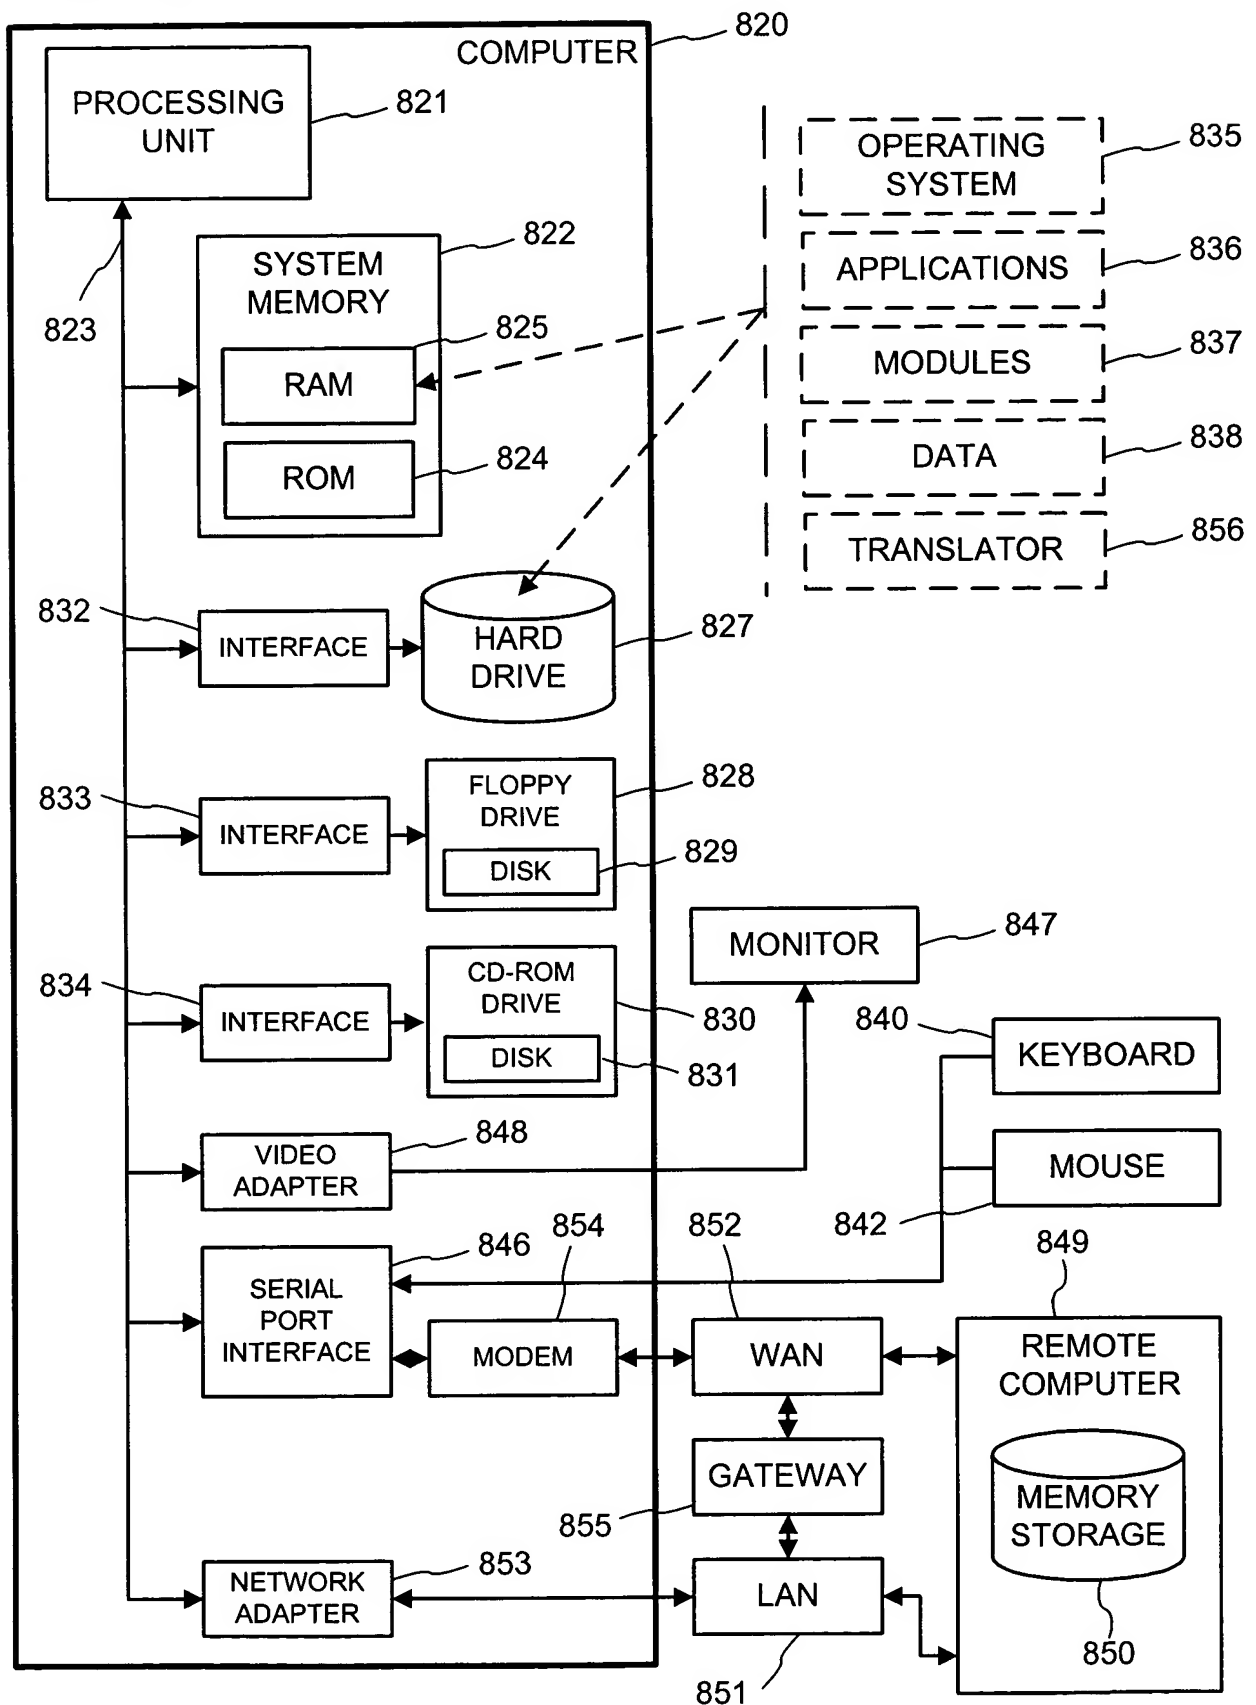 820
COMPUTER
PROCESSING
UNIT
821
823
SYSTEM
MEMORY
822
RAM
825
ROM
824
OPERATING
SYSTEM
835
APPLICATIONS
836
MODULES
837
DATA
838
TRANSLATOR
856
832
INTERFACE
HARD
DRIVE
827
833
INTERFACE
FLOPPY
DRIVE
828
DISK
829
834
INTERFACE
CD-ROM
DRIVE
830
DISK
831
MONITOR
847
840
KEYBOARD
MOUSE
842
VIDEO
ADAPTER
848
SERIAL
PORT
INTERFACE
846
854
MODEM
852
WAN
849
REMOTE
COMPUTER
GATEWAY
855
MEMORY
STORAGE
850
NETWORK
ADAPTER
853
LAN
851